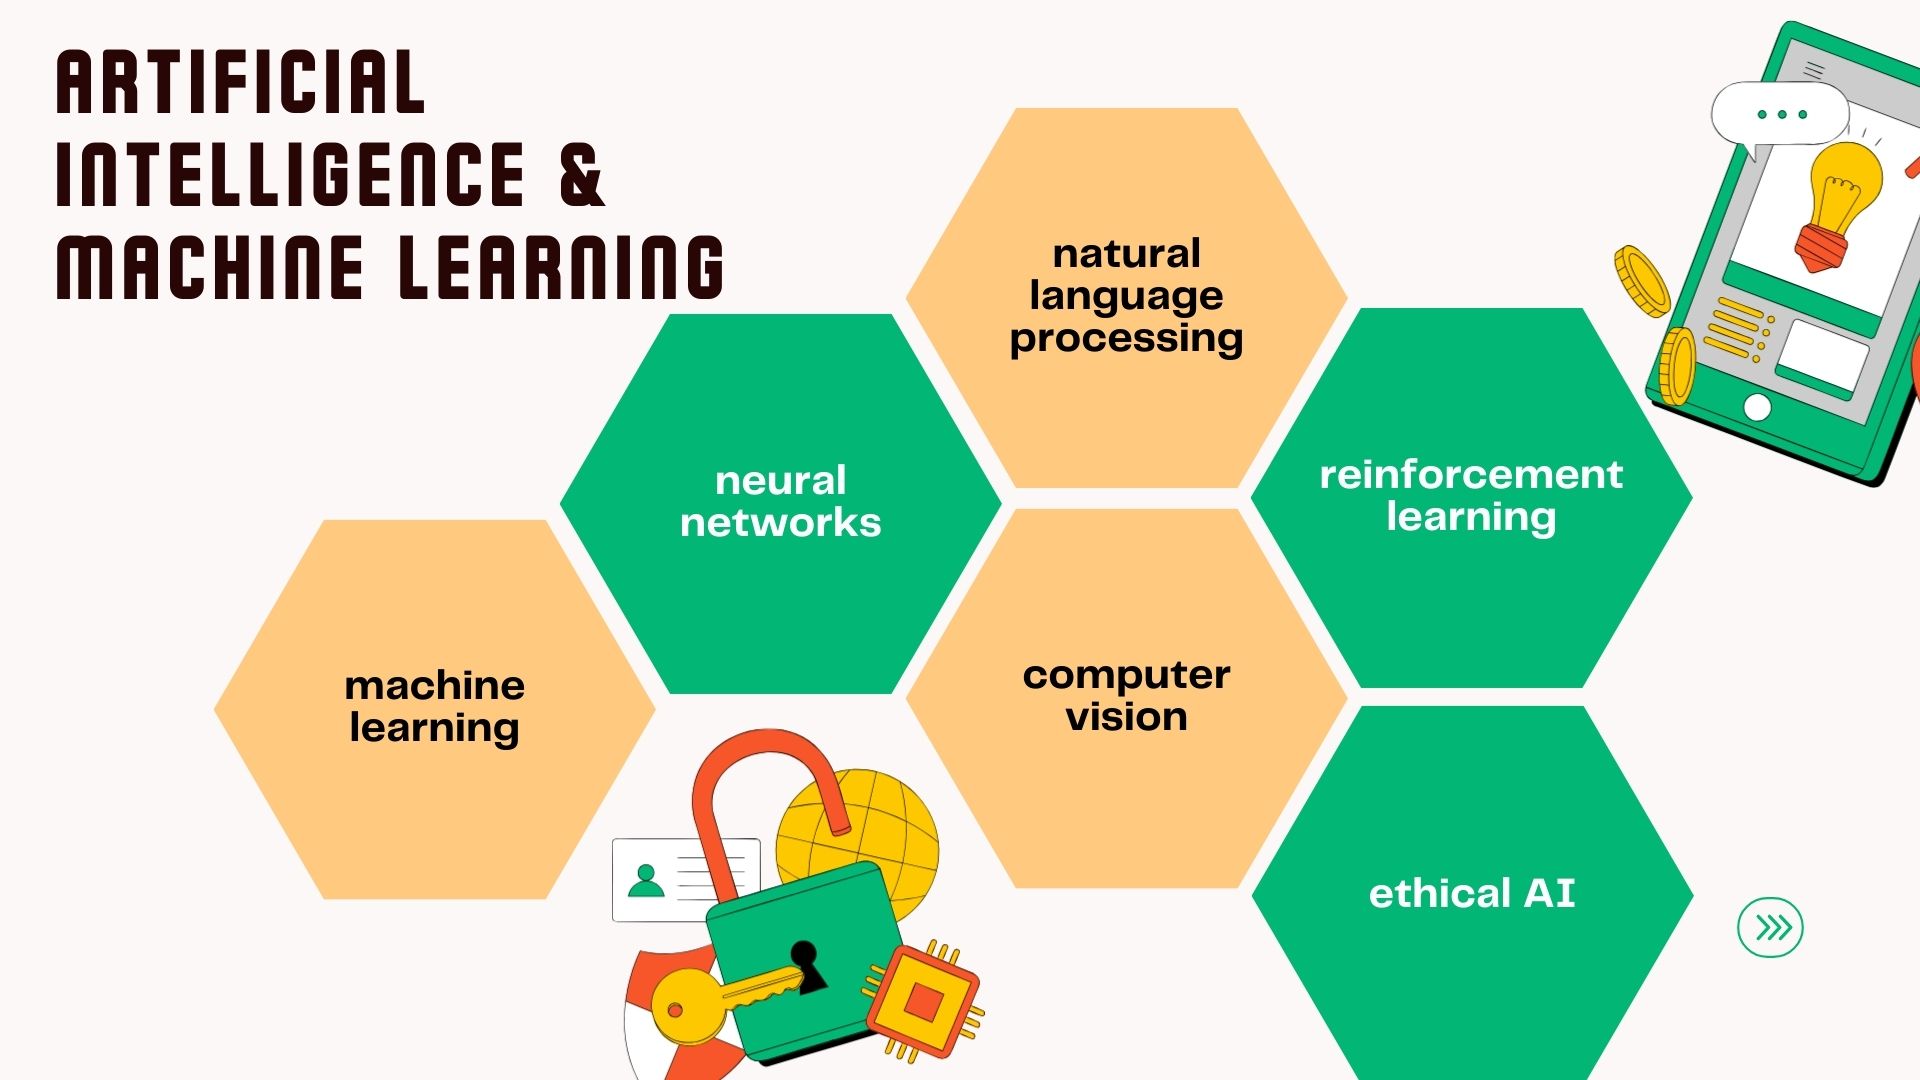 ARTIFICIAL
INTELLIGENCE &
MACHINE LEARNING
natural
language
processing
neural
networks
reinforcement
learning
machine
learning
computer
vision
ethical AI